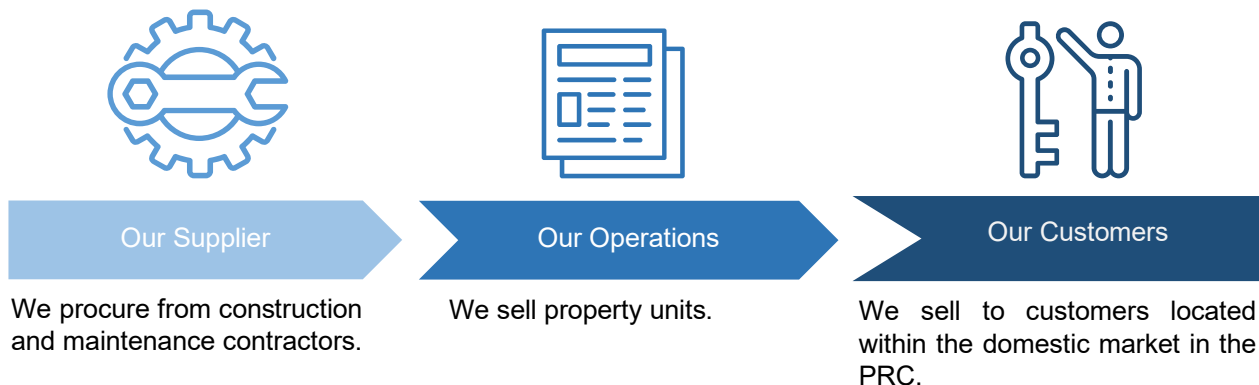 Our Supplier
Our Operations
Our Customers
We procure from construction
and maintenance contractors.
We sell property units.
We sell to customers located
within the domestic market in the
PRC.